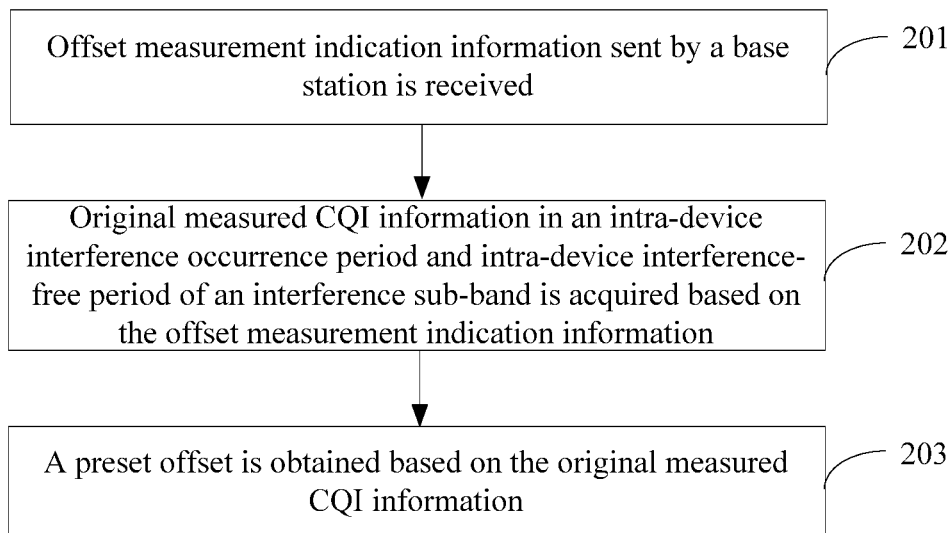 Offset measurement indication information sent by a base
station is received
201
Original measured CQI information in an intra-device
interference occurrence period and intra-device interference-
free period of an interference sub-band is acquired based on
the offset measurement indication information
202
A preset offset is obtained based on the original measured
CQI information
203